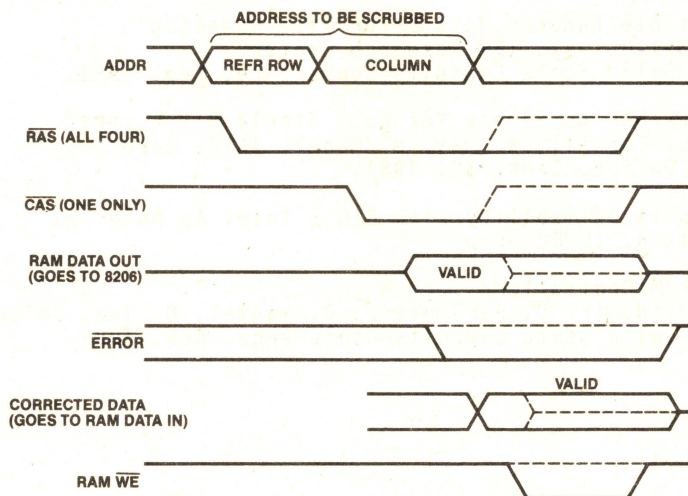 ADDRESS TO BE SCRUBBED
ADDR
REFR ROW
COLUMN
RAS (ALL FOUR)
CAS (ONE ONLY)
RAM DATA OUT
(GOES TO 8206)
VALID
ERROR
VALID
CORRECTED DATA
(GOES TO RAM DATA IN)
RAM WE